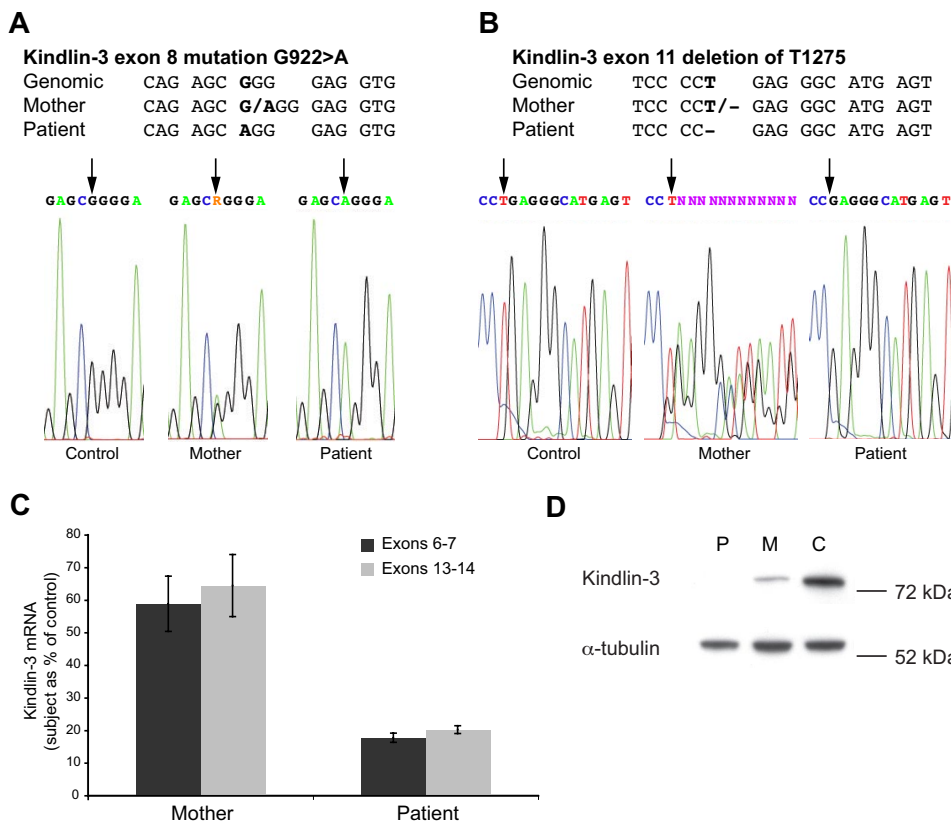 A
Kindlin-3 exon 8 mutation G922>A
Genomic CAG AGC GGG GAG GTG
Mother CAG AGC G/AGG GAG GTG
Patient CAG AGC AGG GAG GTG
GAGCGGGGA GAGCRGGGA GAGCAGGGA
Control Mother Patient
B
Kindlin-3 exon 11 deletion of T1275
Genomic TCC CCT GAG GGC ATG AGT
Mother TCC CCT/– GAG GGC ATG AGT
Patient TCC CC– GAG GGC ATG AGT
CCTGAGGGCATGAGT CCTNNNNNNNNNNNN CCGAGGGCATGAGT
Control Mother Patient
C
Kindlin-3 mRNA
(subject as % of control)
80
70
60
50
40
30
20
10
0
Exons 6-7
Exons 13-14
Mother Patient
D
P M C
Kindlin-3
72 kDa
α-tubulin
52 kDa